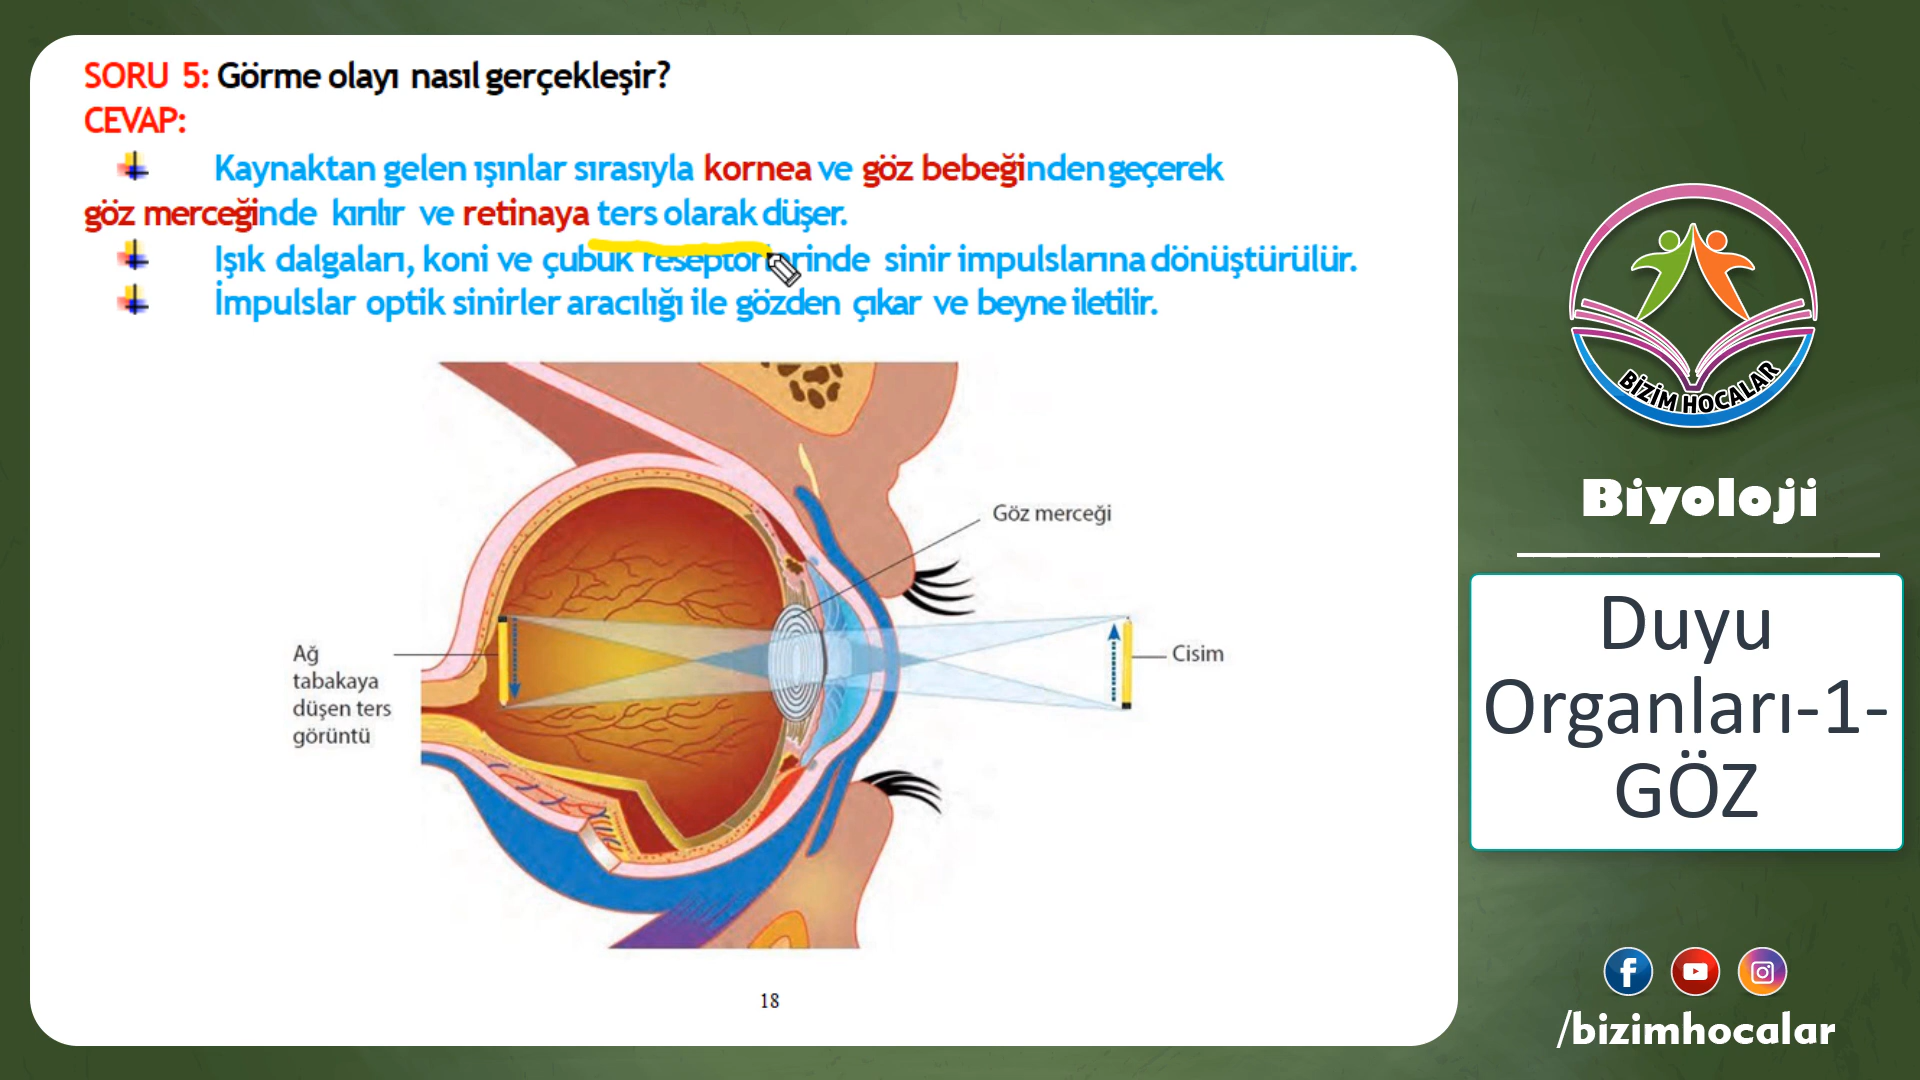 SORU 5: Görme olayı nasıl gerçekleşir?
CEVAP:
Kaynaktan gelen ışınlar sırasıyla kornea ve göz bebeğinden geçerek
göz merceğinde kırılır ve retinaya ters olarak düşer.
Işık dalgaları, koni ve çubuk reseptörlerinde sinir impulslarına dönüştürülür.
İmpulslar optik sinirler aracılığı ile gözden çıkar ve beyne iletilir.
Göz merceği
Ağ
tabakaya
düşen ters
görüntü
Cisim
18
BİZİM HOCALAR
Biyoloji
Duyu
Organları-1-
GÖZ
/bizimhocalar